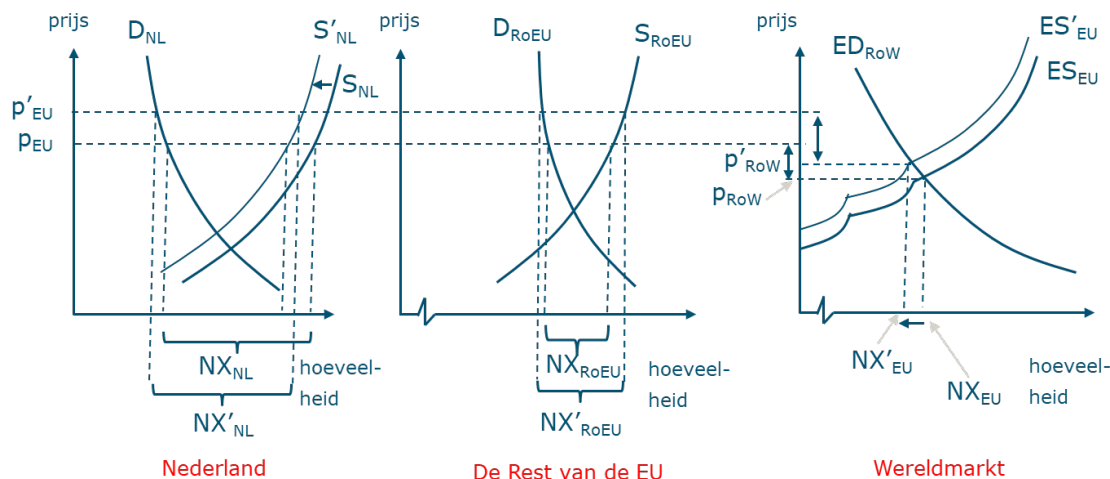 prijs
D_NL
S'_NL
S_NL
p'_EU
p_EU
NX_NL
hoeveel-
heid
NX'_NL
Nederland
prijs
D_RoEU
S_RoEU
NX_RoEU
hoeveel-
heid
NX'_RoEU
De Rest van de EU
prijs
ED_RoW
ES'_EU
ES_EU
p'_RoW
p_RoW
NX'_EU
NX_EU
hoeveel-
heid
Wereldmarkt